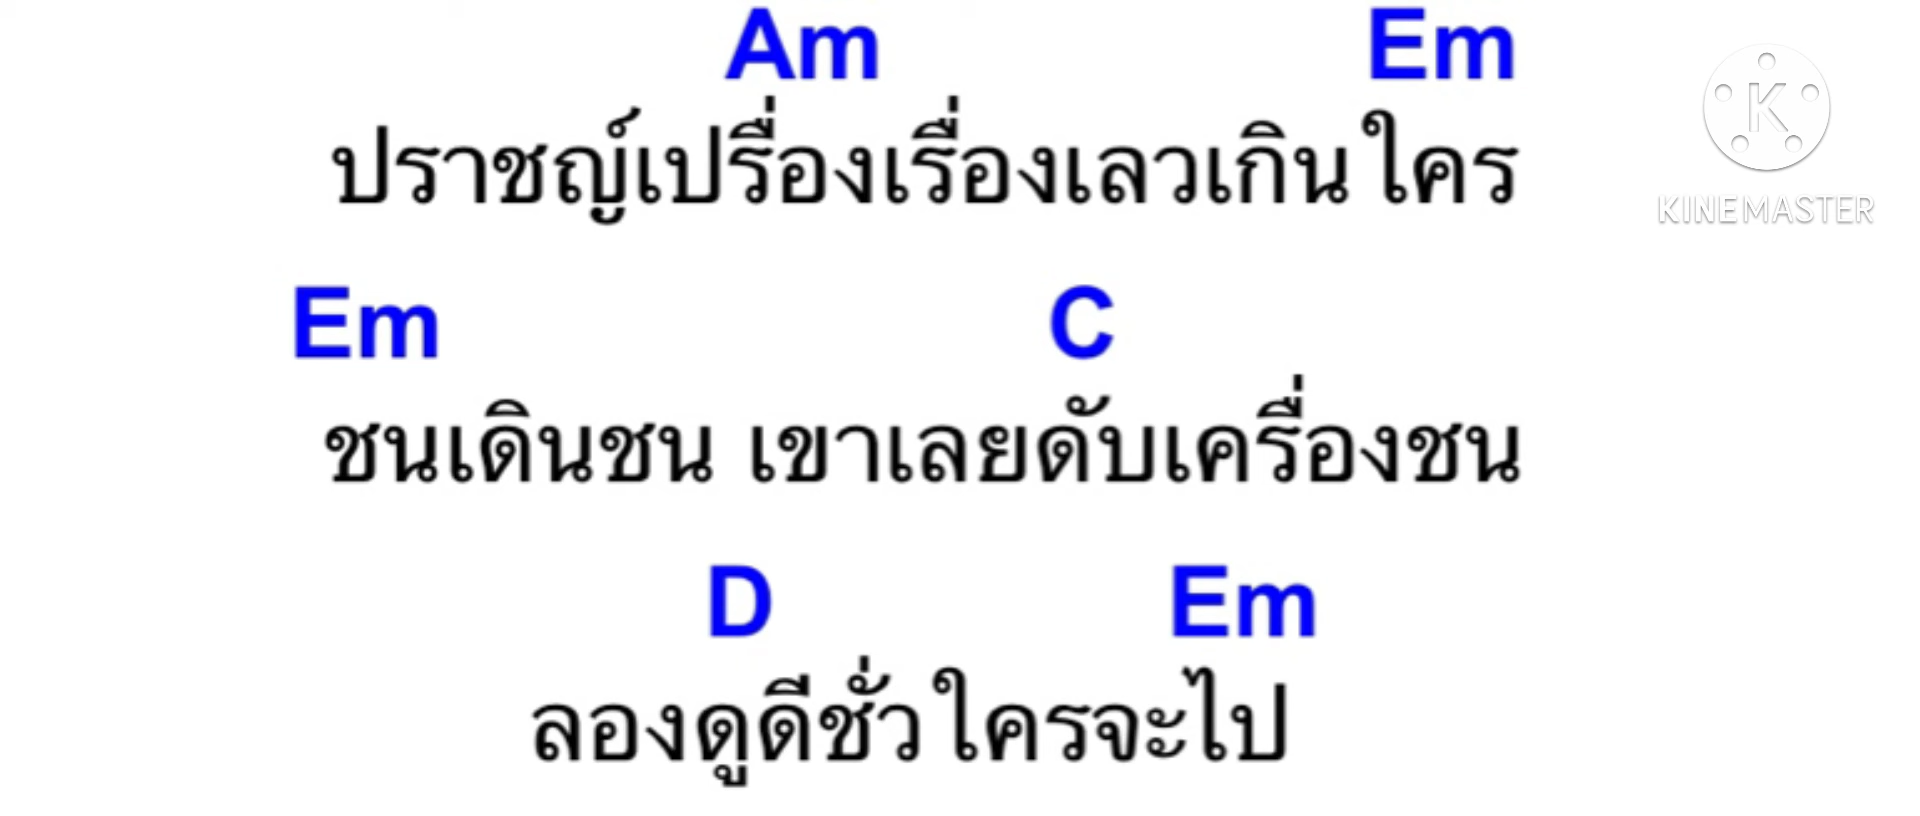 Am Em
ปราชญ์เปรื่องเรื่องเลวเกินใคร
KINEMASTER
Em C
ชนเดินชน เขาเลยดับเครื่องชน
D Em
ลองดูดีชั่วใครจะไป